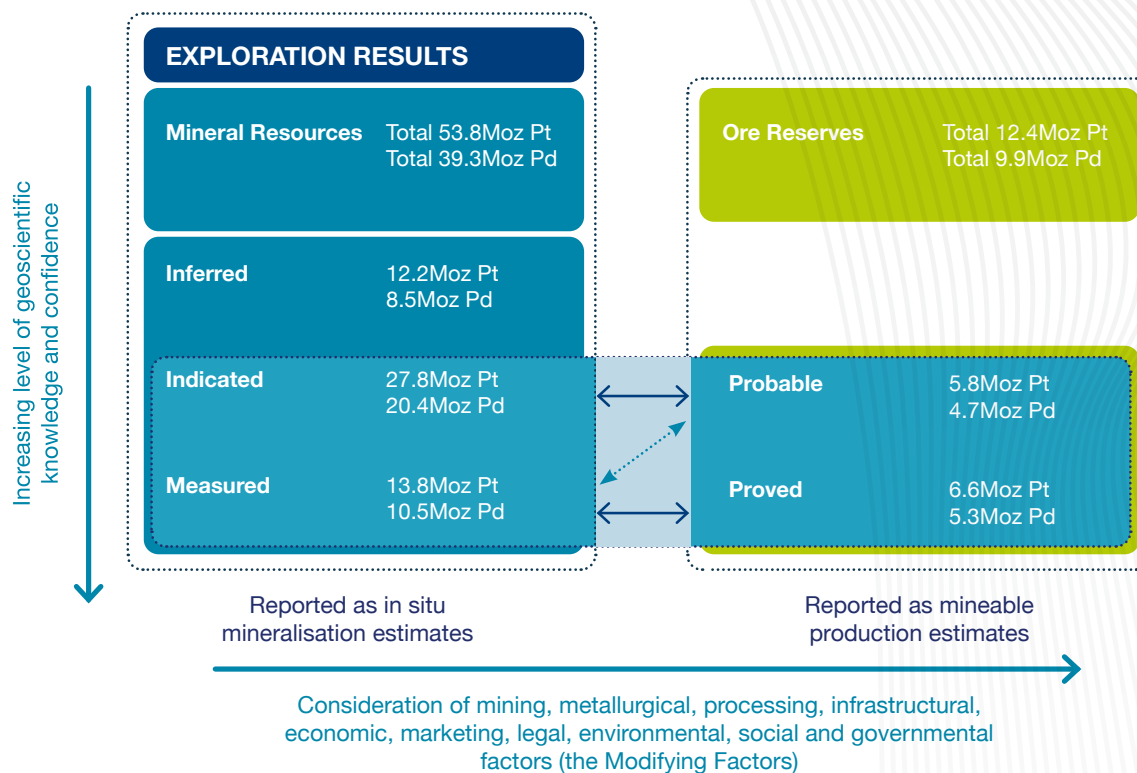 EXPLORATION RESULTS
Mineral Resources Total 53.8Moz Pt
Total 39.3Moz Pd
Ore Reserves Total 12.4Moz Pt
Total 9.9Moz Pd
Increasing level of geoscientific
knowledge and confidence
Inferred 12.2Moz Pt
8.5Moz Pd
Indicated 27.8Moz Pt
20.4Moz Pd
Probable 5.8Moz Pt
4.7Moz Pd
Measured 13.8Moz Pt
10.5Moz Pd
Proved 6.6Moz Pt
5.3Moz Pd
Reported as in situ
mineralisation estimates
Reported as mineable
production estimates
Consideration of mining, metallurgical, processing, infrastructural,
economic, marketing, legal, environmental, social and governmental
factors (the Modifying Factors)